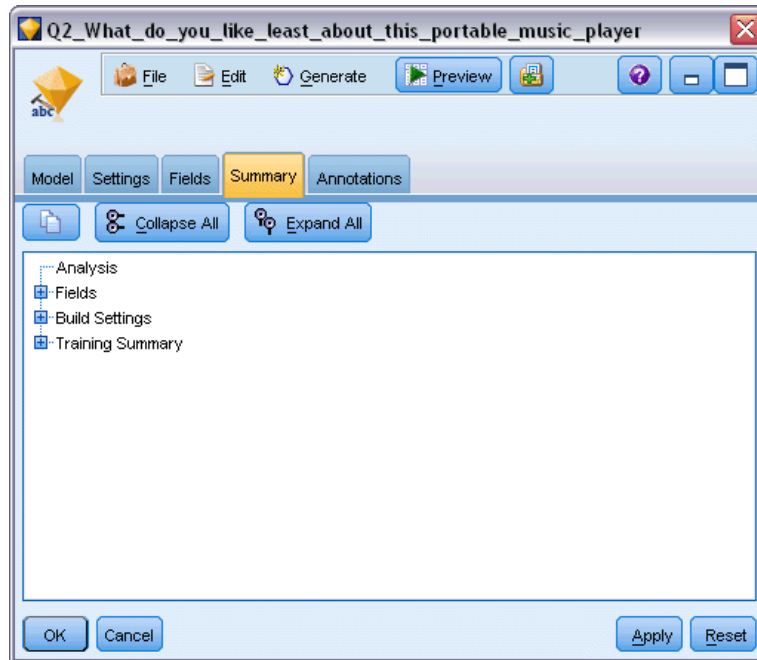 Q2_What_do_you_like_least_about_this_portable_music_player
File Edit Generate Preview
abc
Model Settings Fields Summary Annotations
Collapse All Expand All
Analysis
Fields
Build Settings
Training Summary
OK Cancel Apply Reset